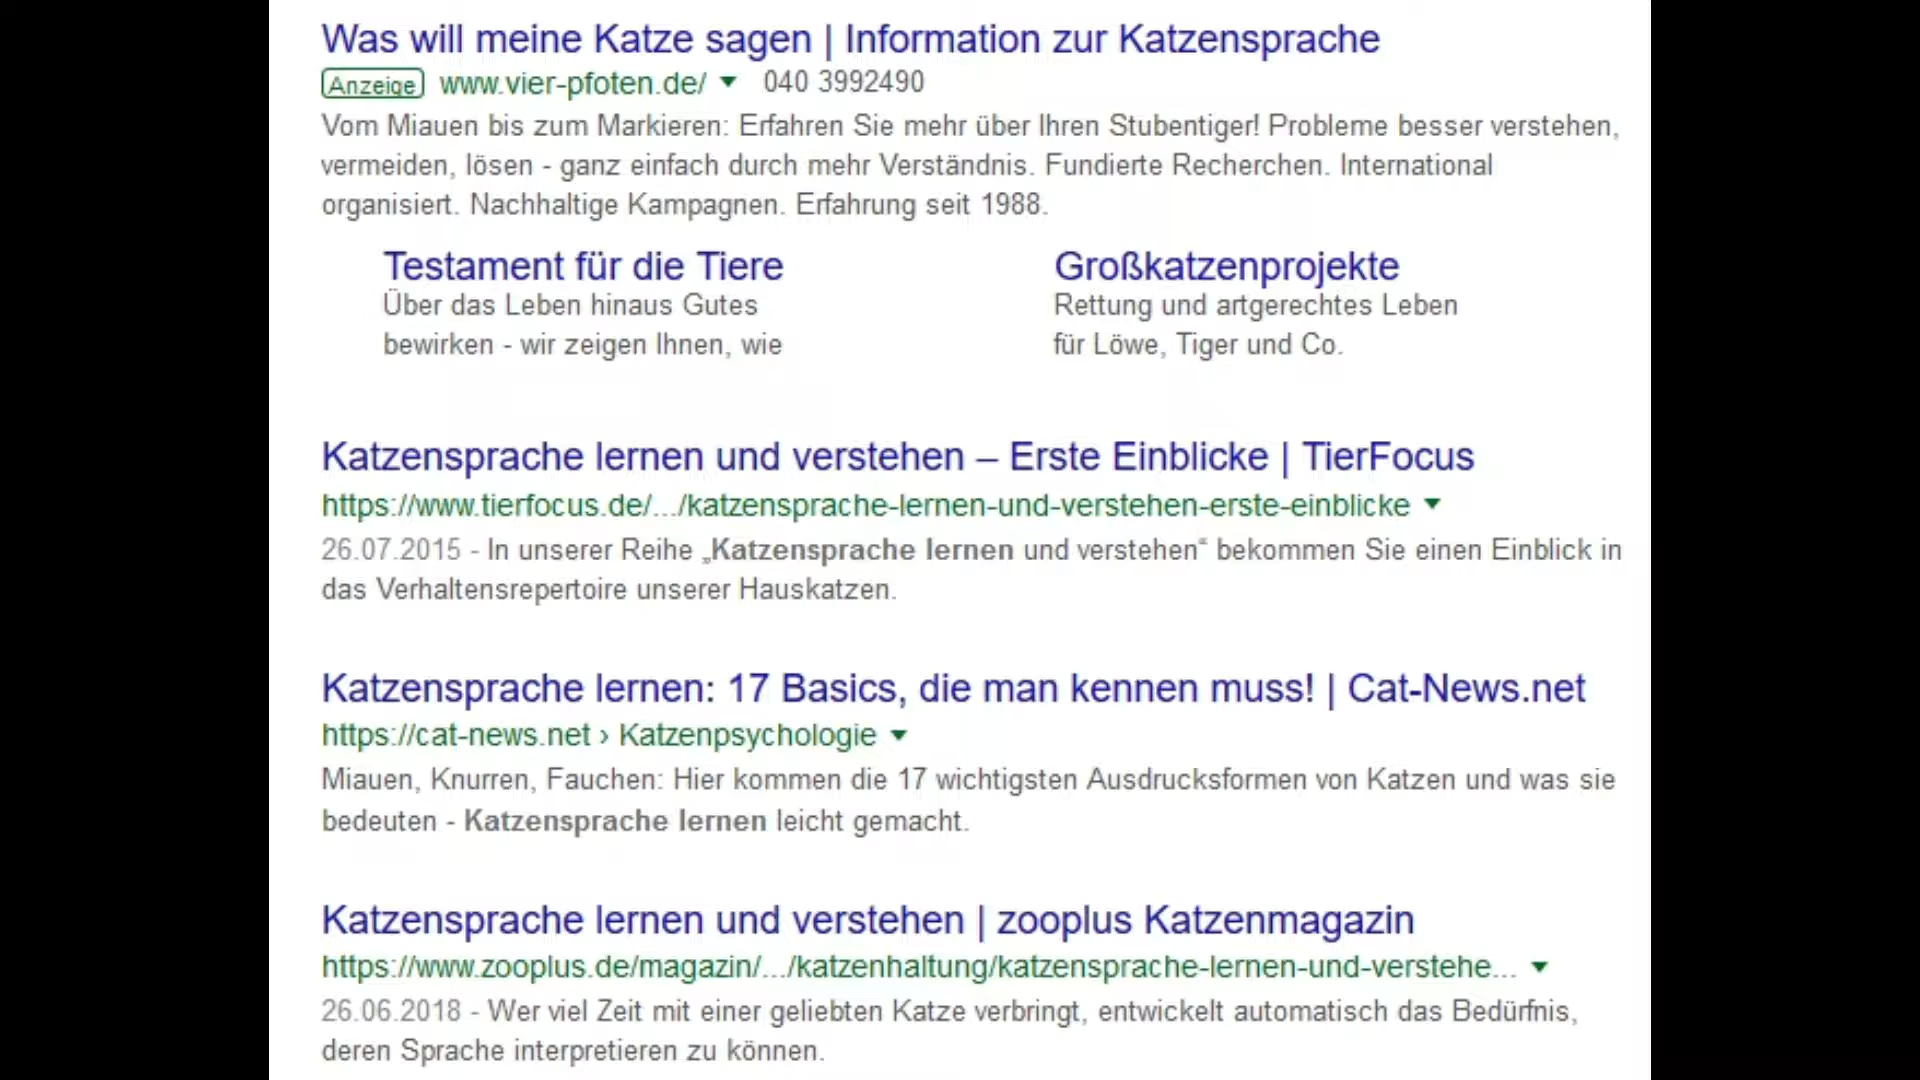 Was will meine Katze sagen | Information zur Katzensprache
Anzeige www.vier-pfoten.de/ 040 3992490
Vom Miauen bis zum Markieren: Erfahren Sie mehr über Ihren Stubentiger! Probleme besser verstehen,
vermeiden, lösen - ganz einfach durch mehr Verständnis. Fundierte Recherchen. International
organisiert. Nachhaltige Kampagnen. Erfahrung seit 1988.
Testament für die Tiere
Über das Leben hinaus Gutes
bewirken - wir zeigen Ihnen, wie
Großkatzenprojekte
Rettung und artgerechtes Leben
für Löwe, Tiger und Co.
Katzensprache lernen und verstehen – Erste Einblicke | TierFocus
https://www.tierfocus.de/.../katzensprache-lernen-und-verstehen-erste-einblicke
26.07.2015 - In unserer Reihe „Katzensprache lernen und verstehen“ bekommen Sie einen Einblick in
das Verhaltensrepertoire unserer Hauskatzen.
Katzensprache lernen: 17 Basics, die man kennen muss! | Cat-News.net
https://cat-news.net › Katzenpsychologie
Miauen, Knurren, Fauchen: Hier kommen die 17 wichtigsten Ausdrucksformen von Katzen und was sie
bedeuten - Katzensprache lernen leicht gemacht.
Katzensprache lernen und verstehen | zooplus Katzenmagazin
https://www.zooplus.de/magazin/.../katzenhaltung/katzensprache-lernen-und-verstehe...
26.06.2018 - Wer viel Zeit mit einer geliebten Katze verbringt, entwickelt automatisch das Bedürfnis,
deren Sprache interpretieren zu können.